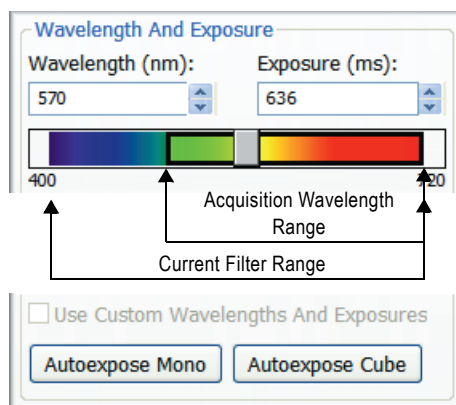 Wavelength And Exposure
Wavelength (nm): Exposure (ms):
570 636
400 720
Acquisition Wavelength
Range
Current Filter Range
Use Custom Wavelengths And Exposures
Autoexpose Mono Autoexpose Cube